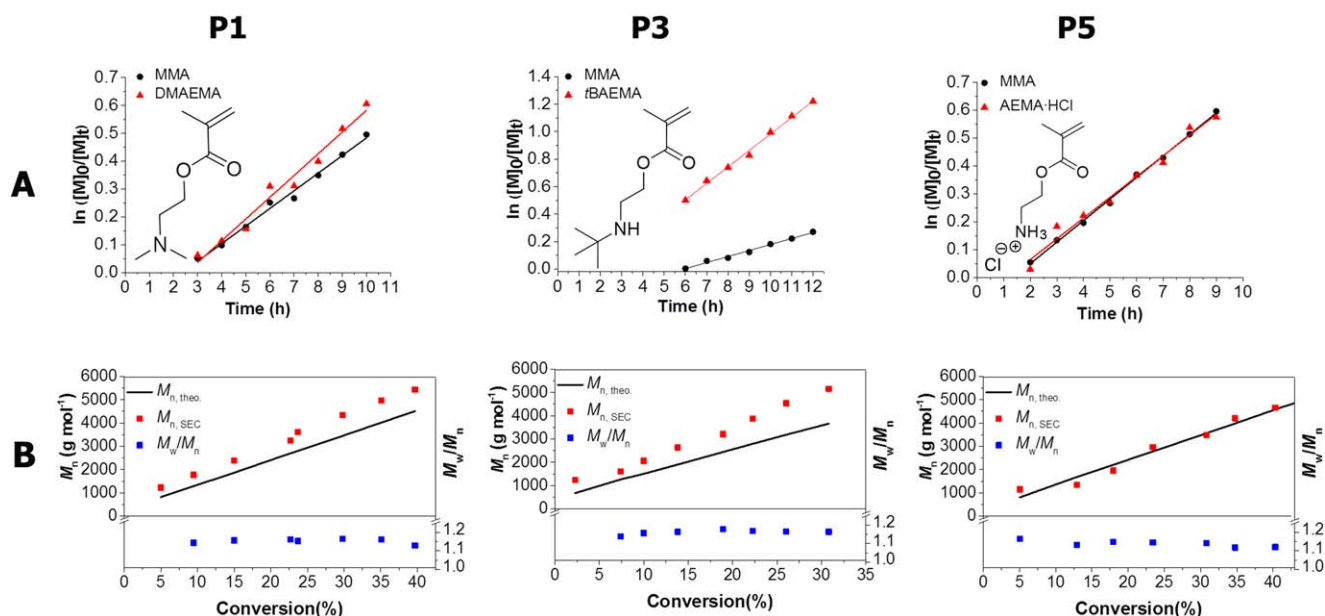 P1
P3
P5
A
MMA
DMAEMA
ln ([M]0/[M]t)
0.7
0.6
0.5
0.4
0.3
0.2
0.1
0.0
0 1 2 3 4 5 6 7 8 9 10 11
Time (h)
O
O
N
MMA
tBAEMA
ln ([M]0/[M]t)
1.4
1.2
1.0
0.8
0.6
0.4
0.2
0.0
0 1 2 3 4 5 6 7 8 9 10 11 12
Time (h)
O
O
NH
MMA
AEMA·HCl
ln ([M]0/[M]t)
0.7
0.6
0.5
0.4
0.3
0.2
0.1
0.0
0 1 2 3 4 5 6 7 8 9 10
Time (h)
O
O
NH3
⊖⊕
Cl
B
Mn, theo.
Mn, SEC
Mw/Mn
Mn (g mol-1)
6000
5000
4000
3000
2000
1000
0
Mw/Mn
1.2
1.1
1.0
0 5 10 15 20 25 30 35 40
Conversion(%)
Mn, theo.
Mn, SEC
Mw/Mn
Mn (g mol-1)
6000
5000
4000
3000
2000
1000
0
Mw/Mn
1.2
1.1
1.0
0 5 10 15 20 25 30 35
Conversion(%)
Mn, theo.
Mn, SEC
Mw/Mn
Mn (g mol-1)
6000
5000
4000
3000
2000
1000
0
Mw/Mn
1.2
1.1
1.0
0 5 10 15 20 25 30 35 40
Conversion(%)